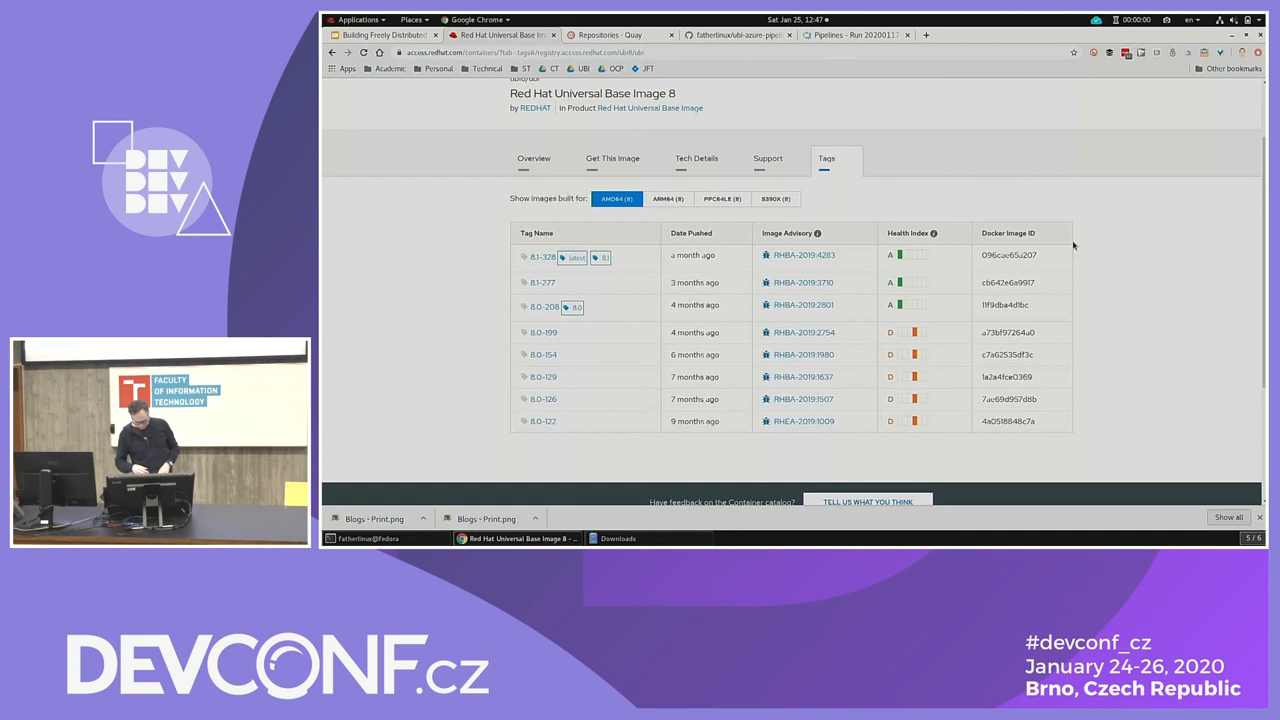 Applications
Places
Google Chrome
Sat Jan 25, 12:47
00:00:00
en
Building Freely Distributed
Red Hat Universal Base Im
Repositories · Quay
fatherlinux/ubi-azure-pipel
Pipelines - Run 20200117
access.redhat.com/containers/?tab=tags#/registry.access.redhat.com/ubi8/ubi
Apps
Academic
Personal
Technical
ST
CT
UBI
OCP
JFT
Other bookmarks
ubi8/ubi
Red Hat Universal Base Image 8
by REDHAT in Product Red Hat Universal Base Image
Overview
Get This Image
Tech Details
Support
Tags
Show images built for: AMD64 (8) ARM64 (8) PPC64LE (8) S390X (8)
Tag Name Date Pushed Image Advisory Health Index Docker Image ID
8.1-328 latest 8.1 a month ago RHBA-2019:4283 A 096cae65a207
8.1-277 3 months ago RHBA-2019:3710 A cb642e6a9917
8.0-208 8.0 4 months ago RHBA-2019:2801 A 11f9dba4d1bc
8.0-199 4 months ago RHBA-2019:2754 D a73bf97264a0
8.0-154 6 months ago RHBA-2019:1980 D c7a62535df3c
8.0-129 7 months ago RHBA-2019:1637 D 1a2a4fce0369
8.0-126 7 months ago RHBA-2019:1507 D 7ae69d957d8b
8.0-122 9 months ago RHEA-2019:1009 D 4a0518848c7a
Have feedback on the Container catalog? TELL US WHAT YOU THINK
Blogs - Print.png
Blogs - Print.png
Show all
fatherlinux@fedora
Red Hat Universal Base Image 8 - ...
Downloads
5 / 6
DEV
DEV
DEV
T
FACULTY
OF INFORMATION
TECHNOLOGY
DEVCONF.cz
#devconf_cz
January 24-26, 2020
Brno, Czech Republic